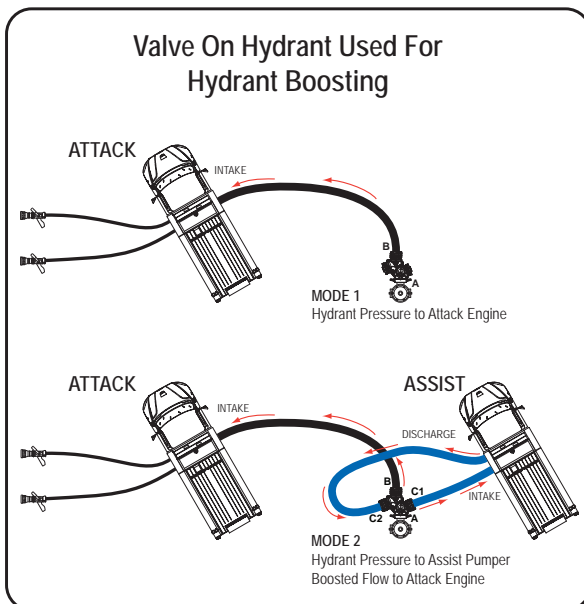 Valve On Hydrant Used For
Hydrant Boosting
ATTACK
INTAKE
B
A
MODE 1
Hydrant Pressure to Attack Engine
ATTACK
ASSIST
INTAKE
DISCHARGE
B
C1
INTAKE
C2
A
MODE 2
Hydrant Pressure to Assist Pumper
Boosted Flow to Attack Engine